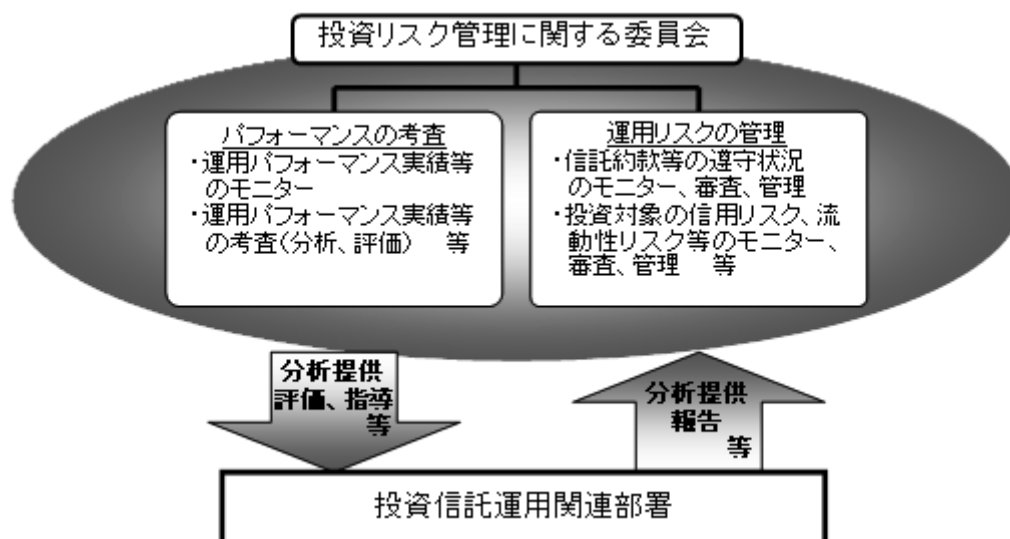 投資リスク管理に関する委員会
パフォーマンスの考査
・運用パフォーマンス実績等
のモニター
・運用パフォーマンス実績等
の考査(分析、評価) 等
運用リスクの管理
・信託約款等の遵守状況
のモニター、審査、管理
・投資対象の信用リスク、流
動性リスク等のモニター、
審査、管理 等
分析提供
評価、指導
等
分析提供
報告
等
投資信託運用関連部署